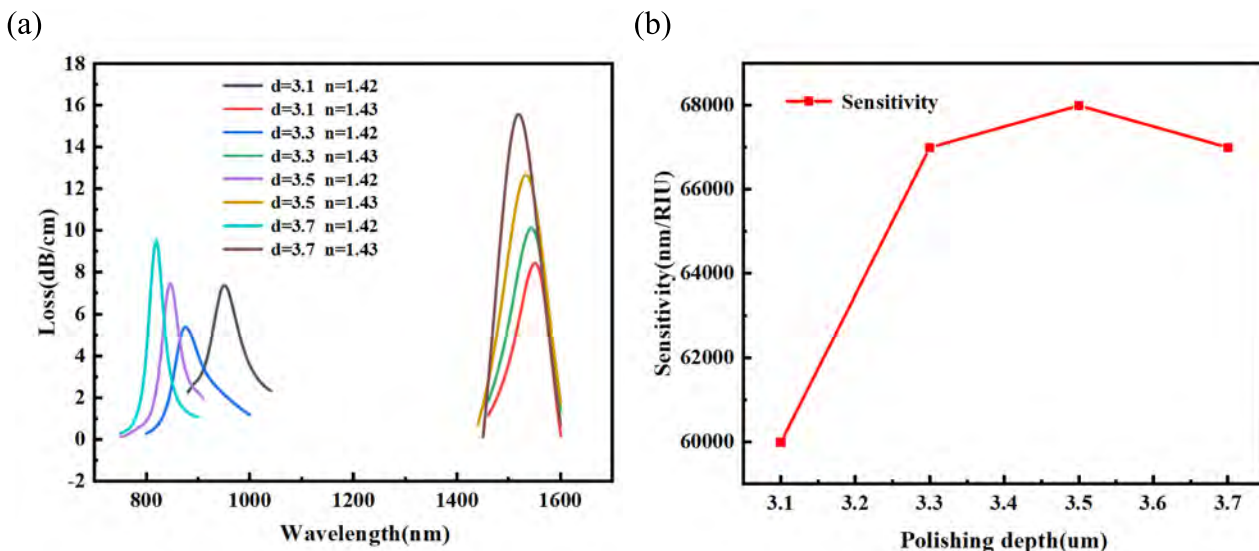 (a)
18
16
14
12
10
8
6
4
2
0
-2
Loss(dB/cm)
d=3.1 n=1.42
d=3.1 n=1.43
d=3.3 n=1.42
d=3.3 n=1.43
d=3.5 n=1.42
d=3.5 n=1.43
d=3.7 n=1.42
d=3.7 n=1.43
800 1000 1200 1400 1600
Wavelength(nm)
(b)
68000
66000
64000
62000
60000
Sensitivity(nm/RIU)
Sensitivity
3.1 3.2 3.3 3.4 3.5 3.6 3.7
Polishing depth(um)